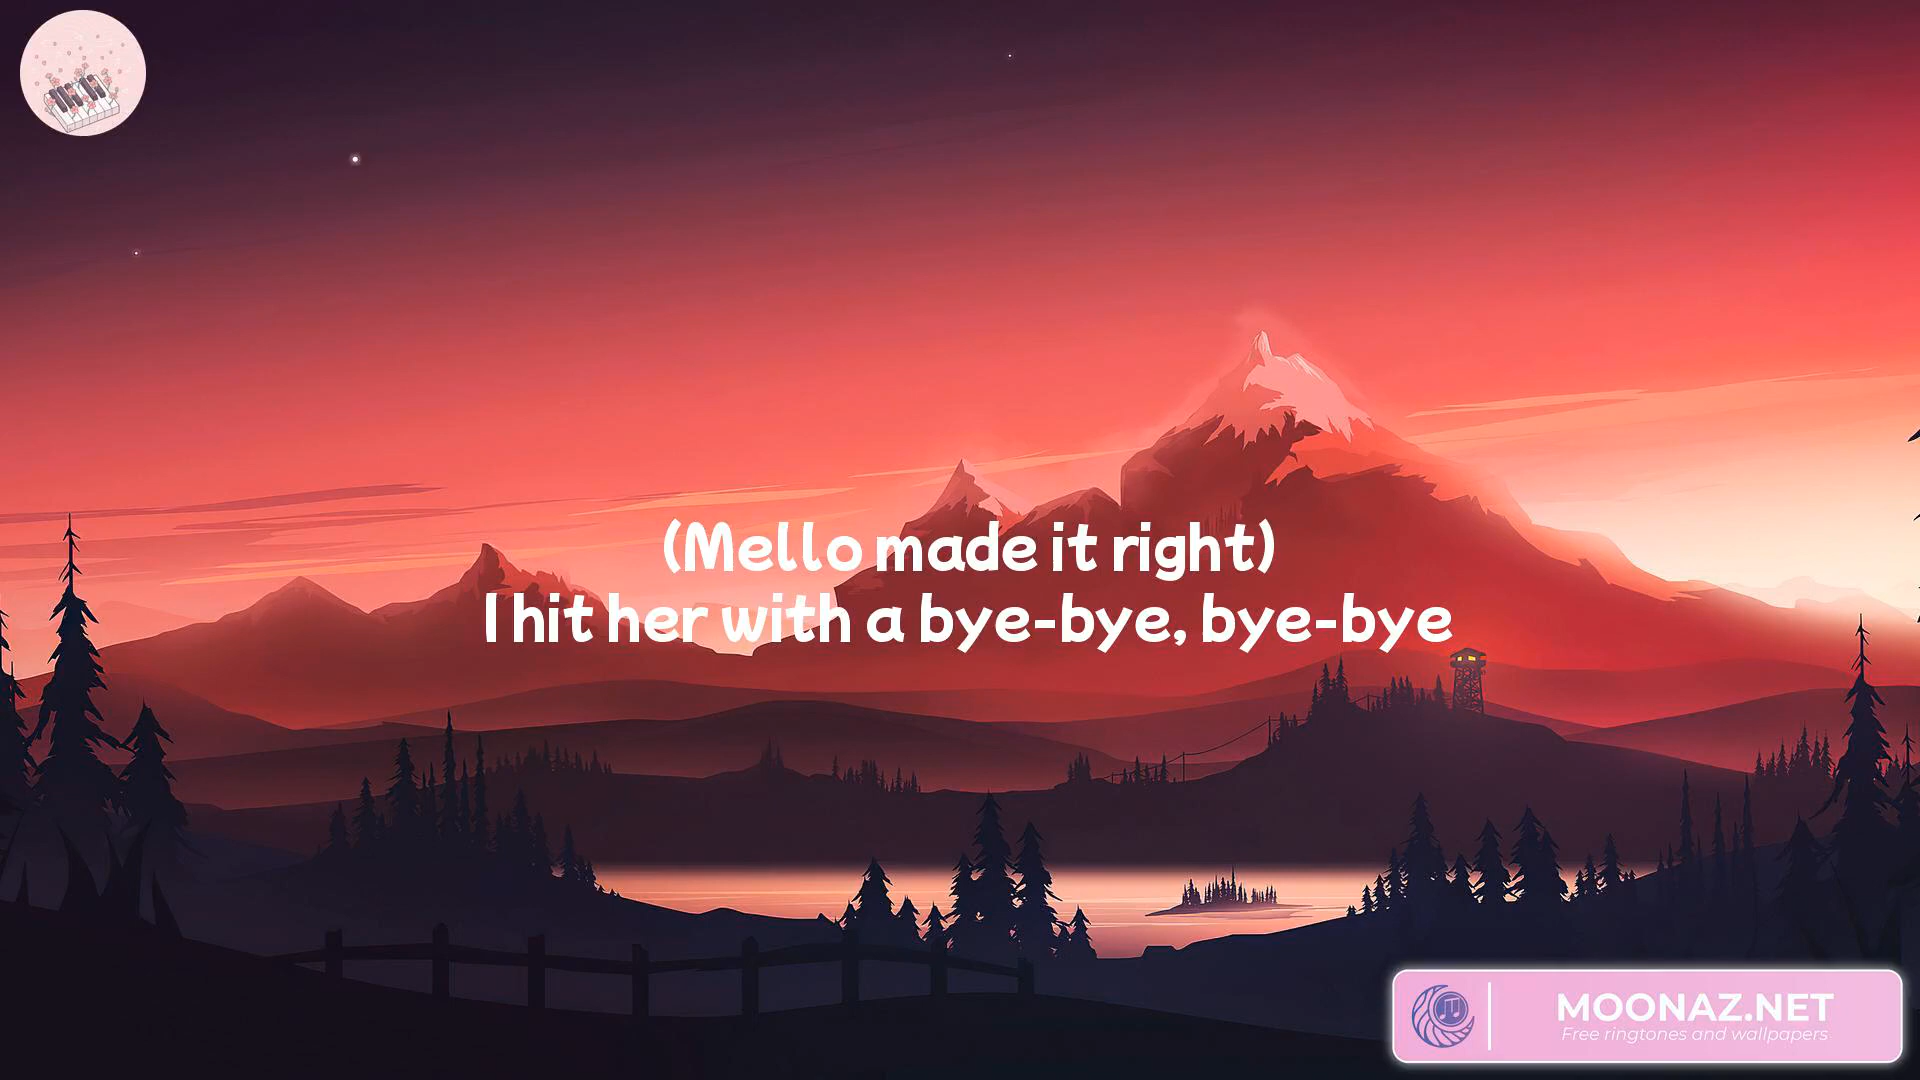 (Mello made it right)
I hit her with a bye-bye, bye-bye
MOONAZ.NET
Free ringtones and wallpapers